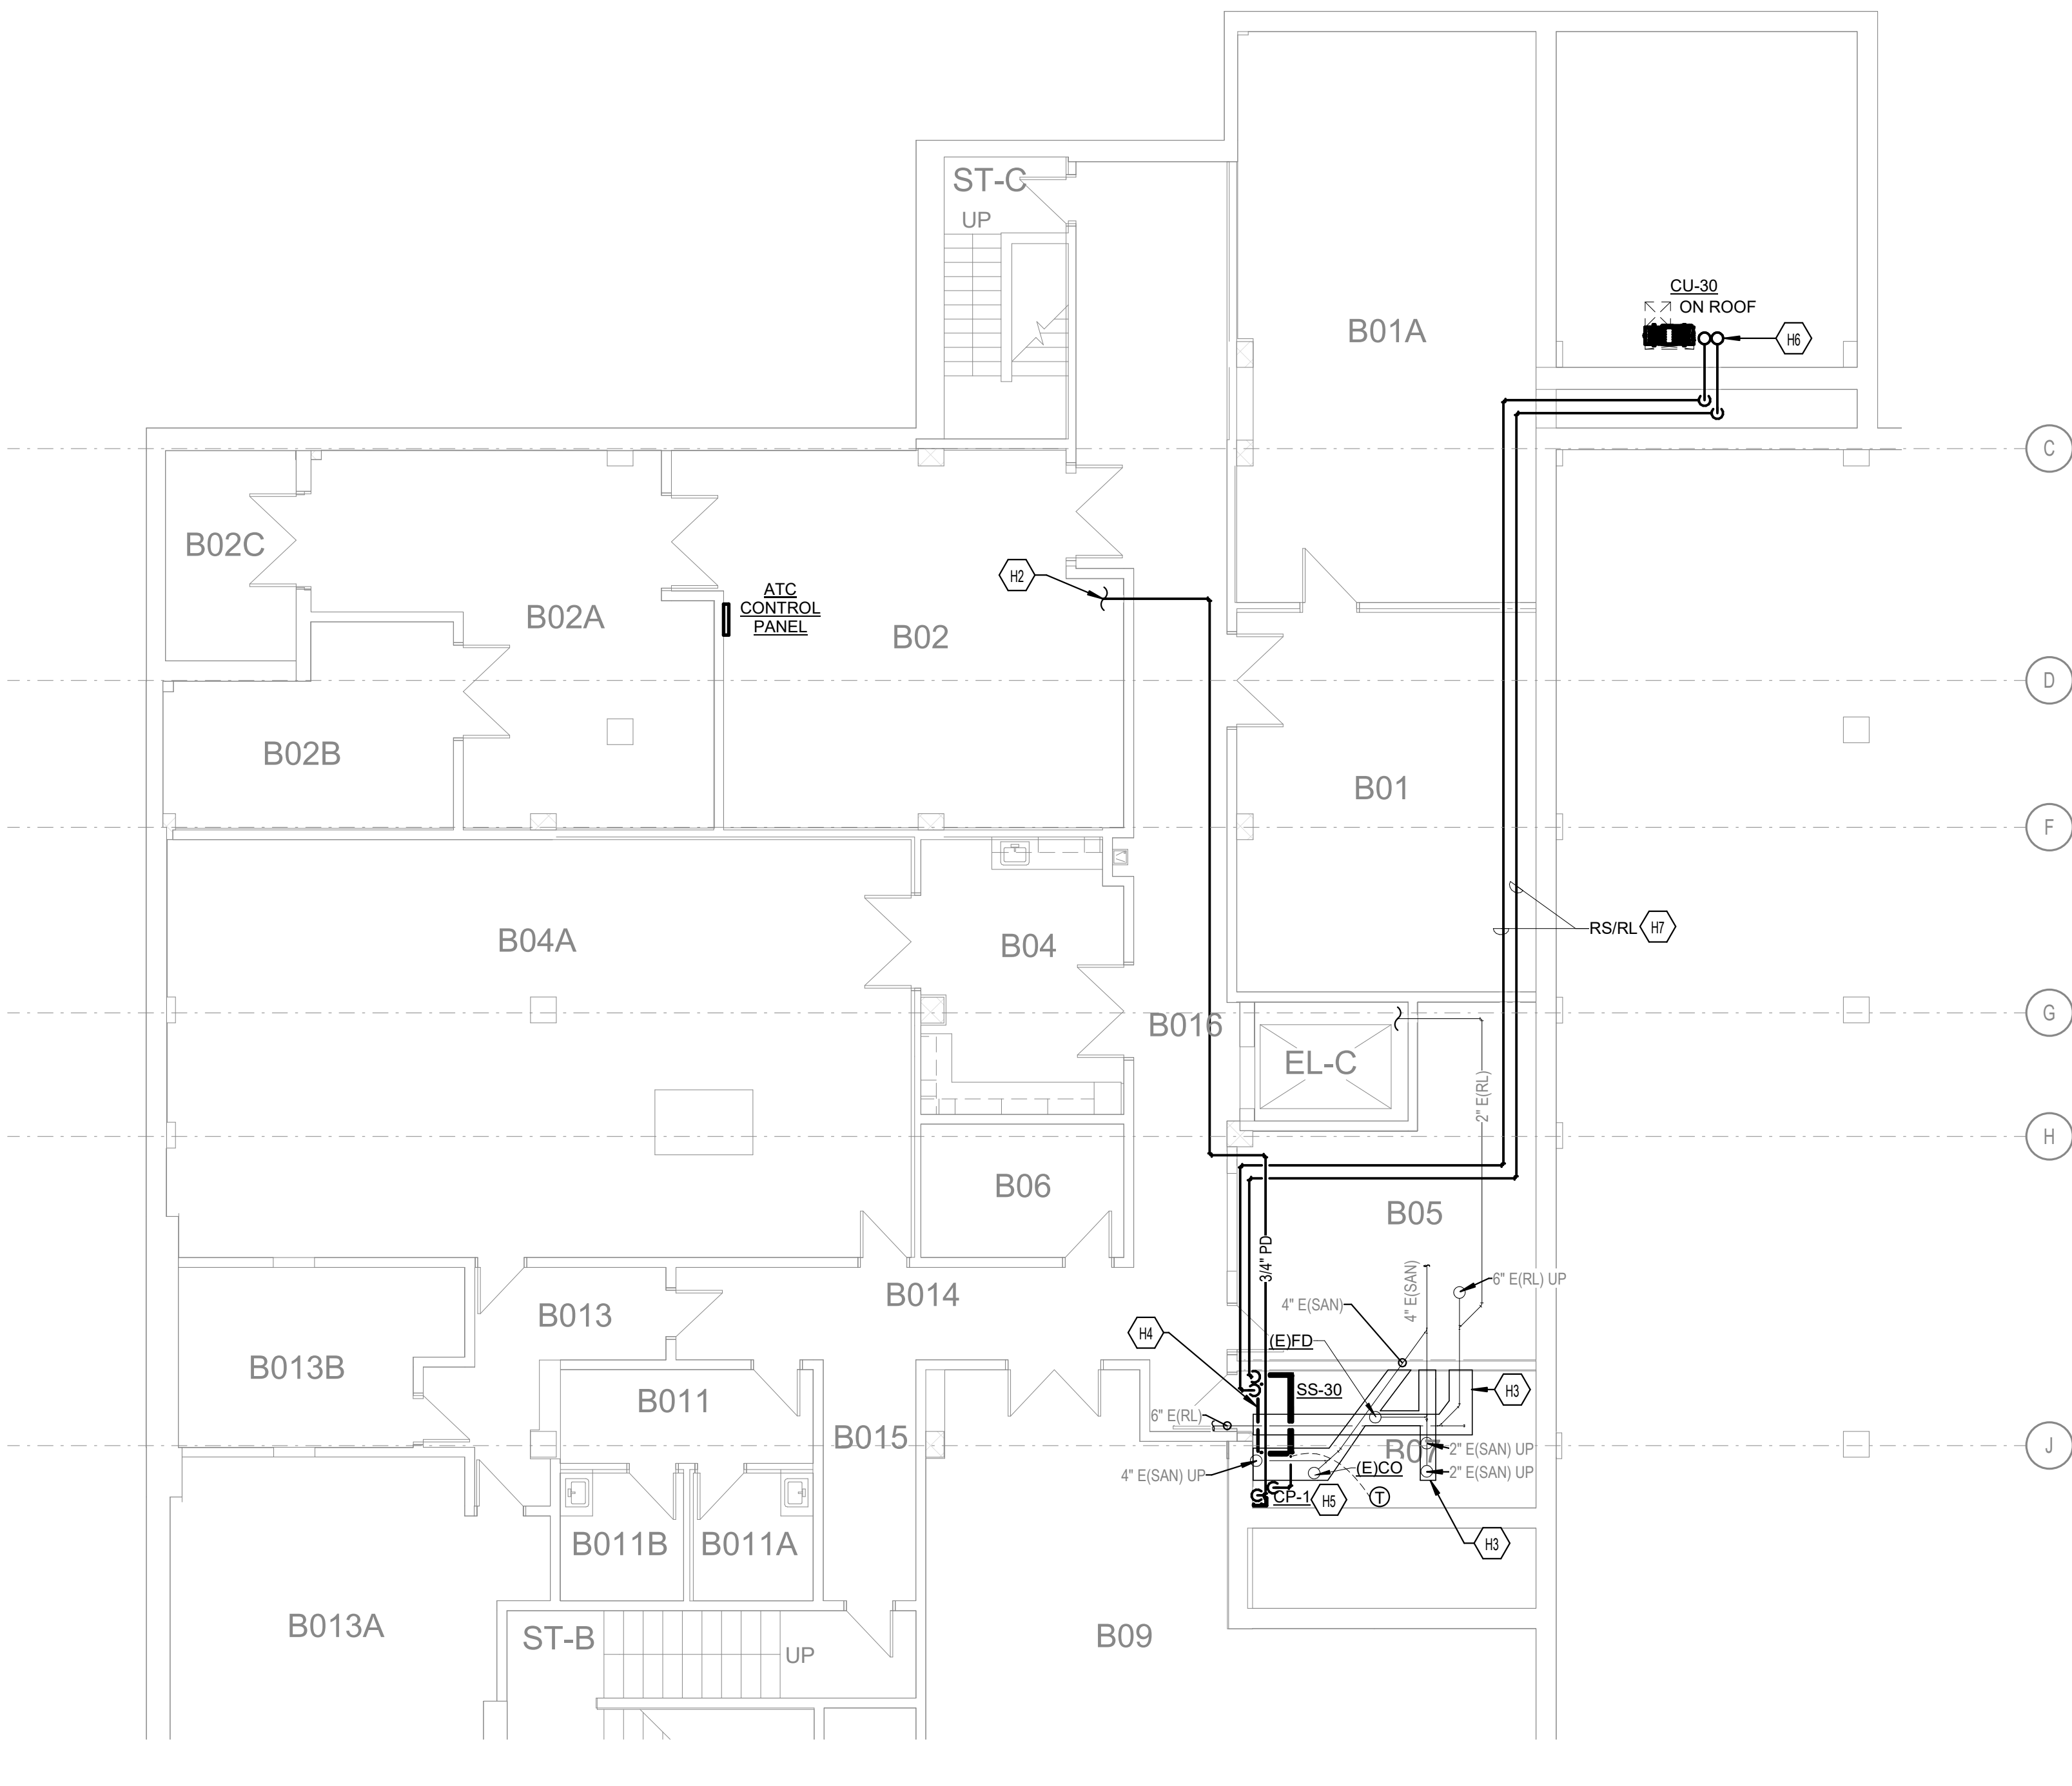 ST-C
UP
CU-30
ON ROOF
H6
B01A
C
B02C
H2
ATC
CONTROL
PANEL
B02A
B02
D
B02B
B01
F
RS/RL
H7
B04A
B04
G
B016
EL-C
2" E(RL)
H
B06
B05
3/4" PD
4" E(SAN)
6" E(RL) UP
B014
4" E(SAN)
B013
H4
(E)FD
B013B
SS-30
H3
B011
6" E(RL)
B015
B07
2" E(SAN) UP
J
4" E(SAN) UP
(E)CO
2" E(SAN) UP
CP-1
H5
T
B011B
B011A
H3
B013A
ST-B
UP
B09